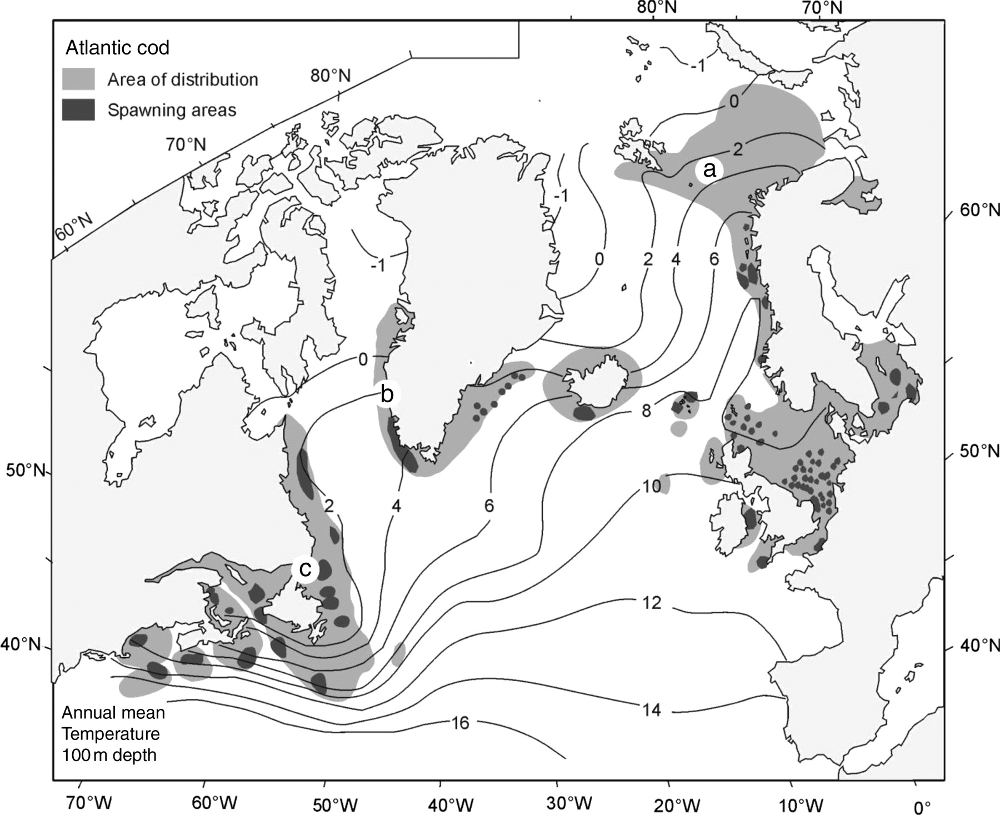 80°N 70°N
Atlantic cod
Area of distribution
Spawning areas
80°N
70°N
60°N
-1
0
2
a
-1
60°N
-1
0 2 4 6
0
b
8
50°N
50°N
10
2 4 6
c
12
40°N
40°N
14
16
Annual mean
Temperature
100 m depth
70°W 60°W 50°W 40°W 30°W 20°W 10°W 0°